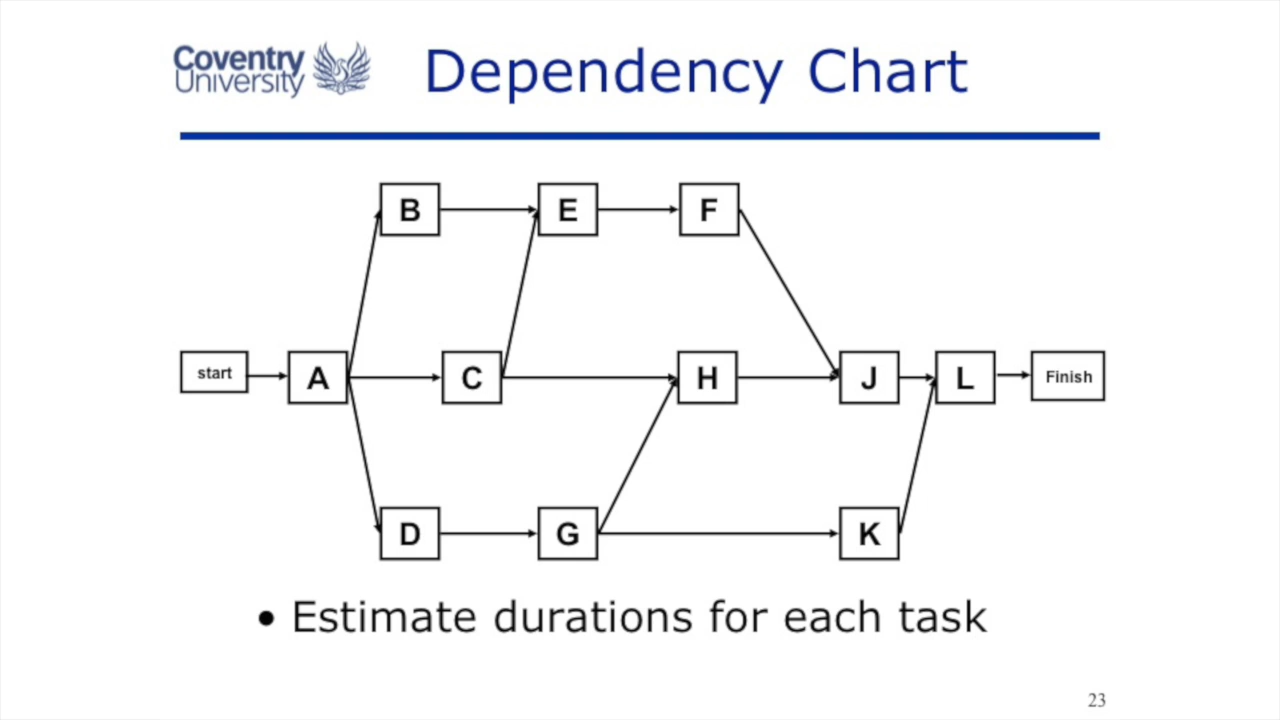 Coventry
University
Dependency Chart
B E F
start A C H J L Finish
D G K
• Estimate durations for each task
23